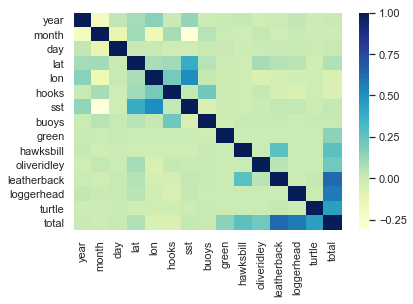 year
month
day
lat
lon
hooks
sst
buoys
green
hawksbill
oliveridley
leatherback
loggerhead
turtle
total
year
month
day
lat
lon
hooks
sst
buoys
green
hawksbill
oliveridley
leatherback
loggerhead
turtle
total
1.00
0.75
0.50
0.25
0.00
−0.25